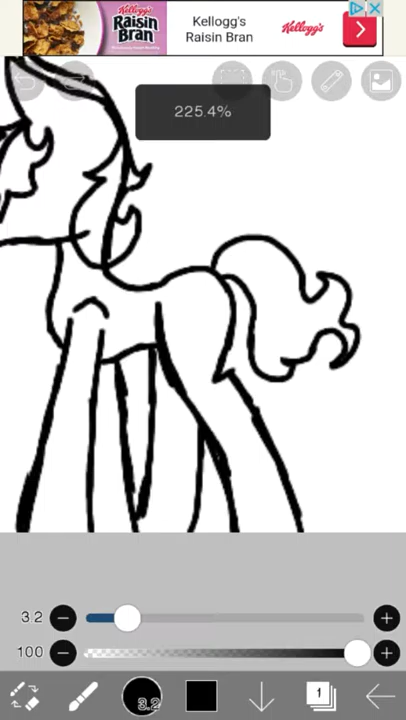 Kellogg's
RAISIN
BRAN
Kellogg's
Raisin Bran
Kellogg's
225.4%
3.2
100
3.2
1